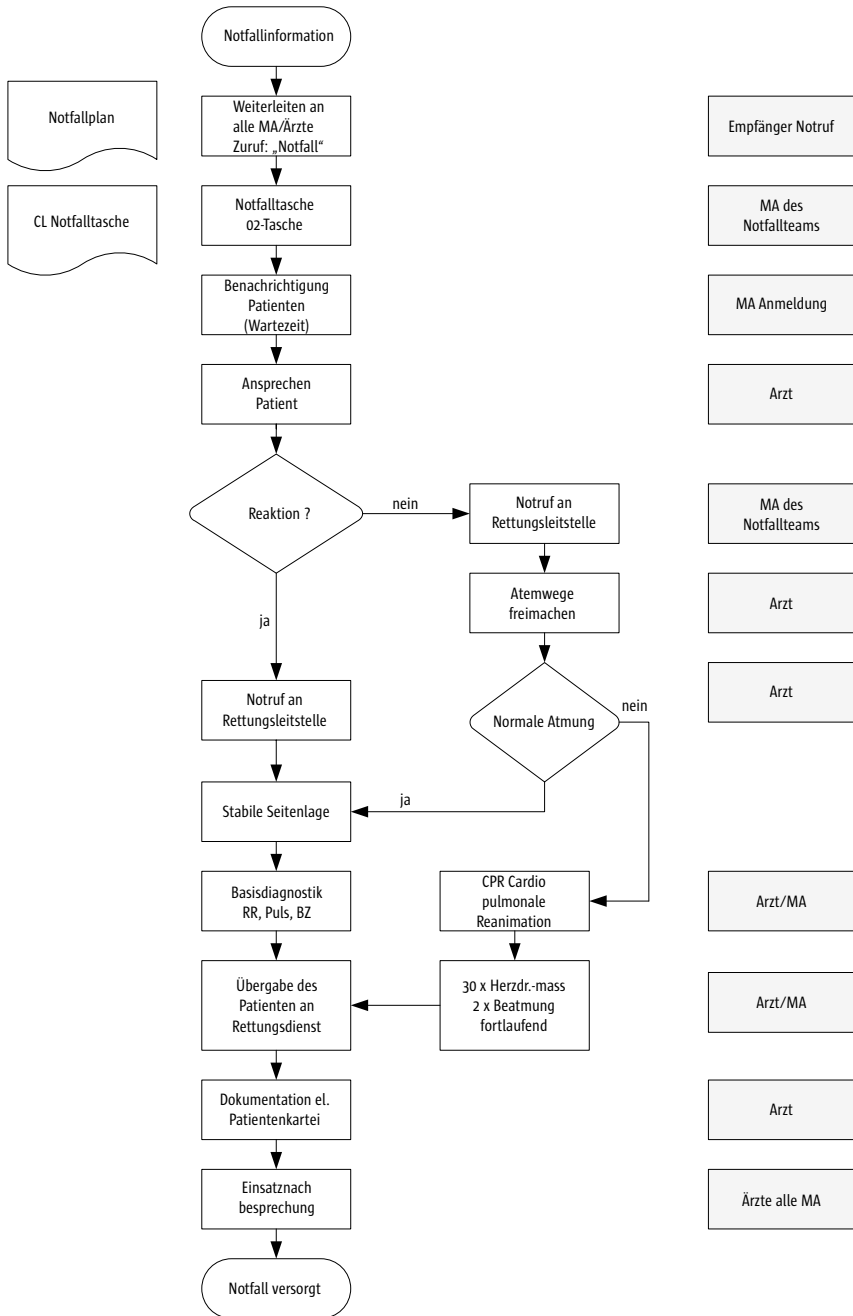 Notfallinformation
Notfallplan
Weiterleiten an
alle MA/Ärzte
Zuruf: „Notfall“
Empfänger Notruf
CL Notfalltasche
Notfalltasche
02-Tasche
MA des
Notfallteams
Benachrichtigung
Patienten
(Wartezeit)
MA Anmeldung
Ansprechen
Patient
Arzt
Reaktion ?
nein
Notruf an
Rettungsleitstelle
MA des
Notfallteams
ja
Atemwege
freimachen
Arzt
Notruf an
Rettungsleitstelle
Normale Atmung
nein
Arzt
Stabile Seitenlage
ja
Basisdiagnostik
RR, Puls, BZ
CPR Cardio
pulmonale
Reanimation
Arzt/MA
Übergabe des
Patienten an
Rettungsdienst
30 x Herzdr.-mass
2 x Beatmung
fortlaufend
Arzt/MA
Dokumentation el.
Patientenkartei
Arzt
Einsatznach
besprechung
Ärzte alle MA
Notfall versorgt